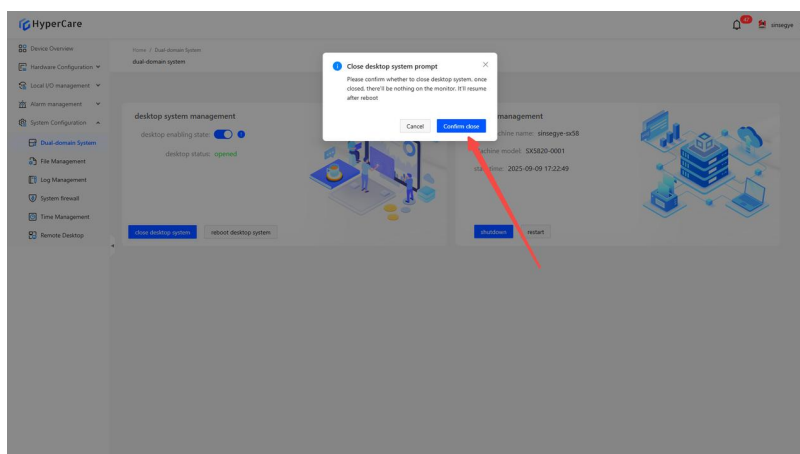 HyperCare
47
simsegye
Device Overview
Hardware Configuration
Local I/O management
Alarm management
System Configuration
Dual-domain System
File Management
Log Management
System firewall
Time Management
Remote Desktop
Home / Dual-domain System
dual-domain system
desktop system management
desktop enabling state:
desktop status: opened
close desktop system
reboot desktop system
Close desktop system prompt
Please confirm whether to close desktop system. once
closed, there'll be nothing on the monitor. It'll resume
after reboot
Cancel
Confirm close
management
name: sinsegye-sx58
machine model: SX5820-0001
time: 2025-09-09 17:22:49
shutdown
restart